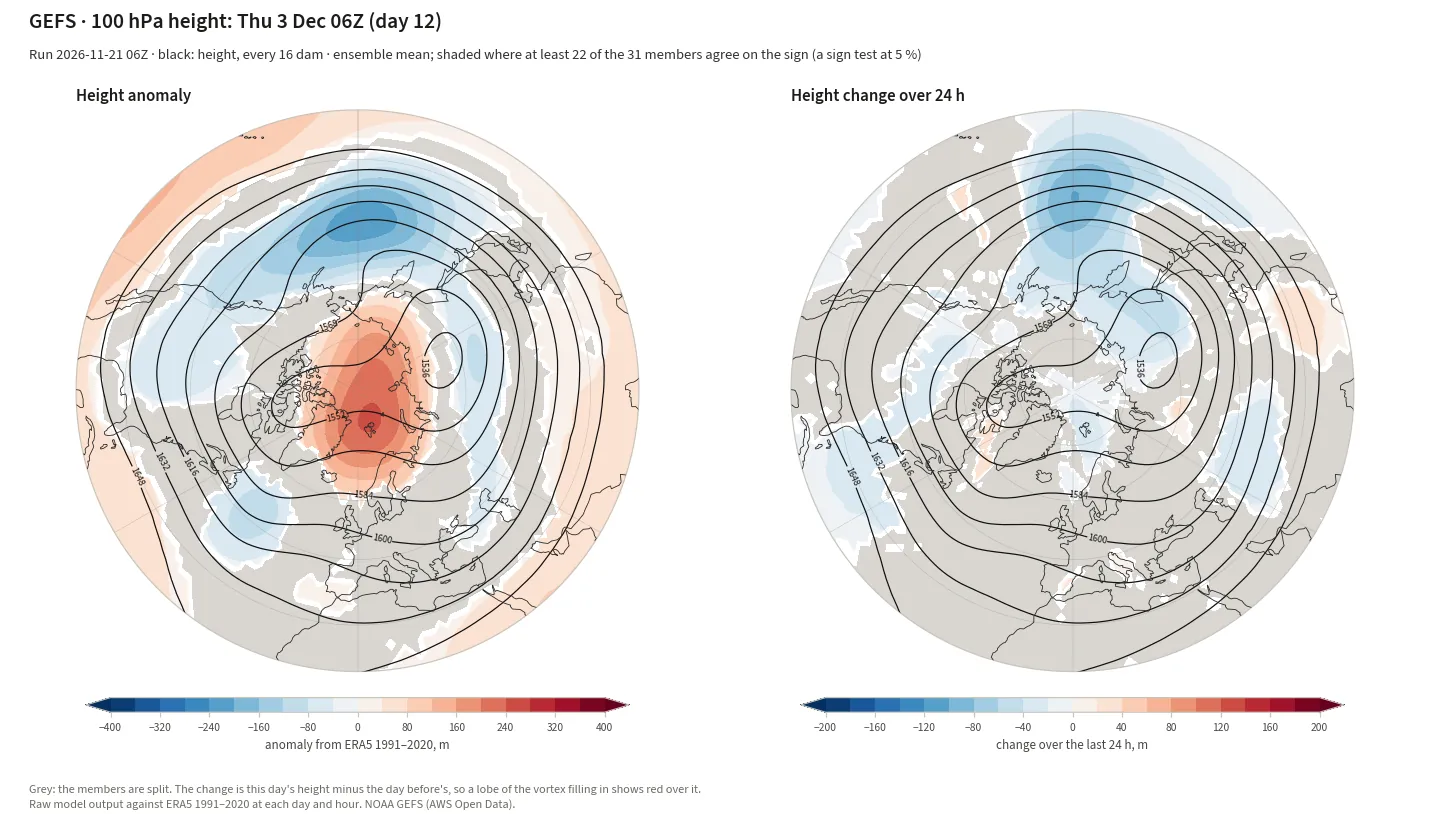 GEFS · 100 hPa height: Thu 3 Dec 06Z (day 12)
Run 2026-11-21 06Z · black: height, every 16 dam · ensemble mean; shaded where at least 22 of the 31 members agree on the sign (a sign test at 5 %)
Height anomaly
1568
1536
1552
1648
1632
1616
1584
1600
−400 −320 −240 −160 −80 0 80 160 240 320 400
anomaly from ERA5 1991–2020, m
Height change over 24 h
1568
1536
1552
1648
1632
1616
1584
1600
−200 −160 −120 −80 −40 0 40 80 120 160 200
change over the last 24 h, m
Grey: the members are split. The change is this day's height minus the day before's, so a lobe of the vortex filling in shows red over it.
Raw model output against ERA5 1991–2020 at each day and hour. NOAA GEFS (AWS Open Data).